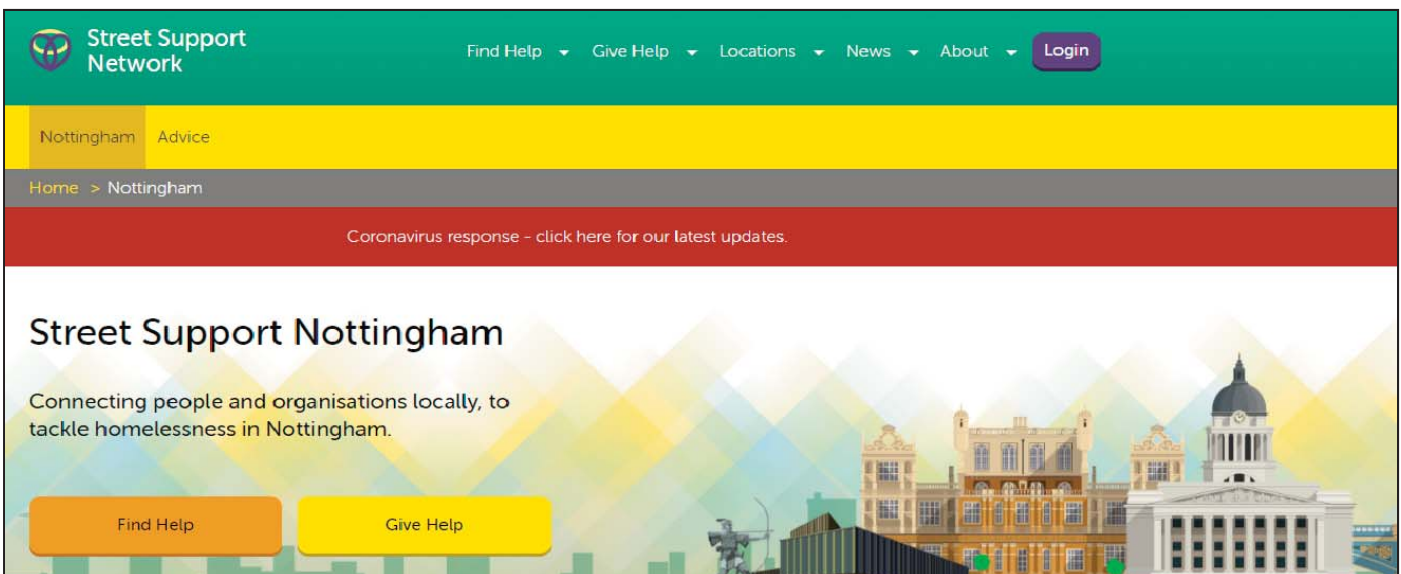 Street Support
Network
Find Help Give Help Locations News About Login
Nottingham Advice
Home > Nottingham
Coronavirus response - click here for our latest updates.
Street Support Nottingham
Connecting people and organisations locally, to
tackle homelessness in Nottingham.
Find Help Give Help